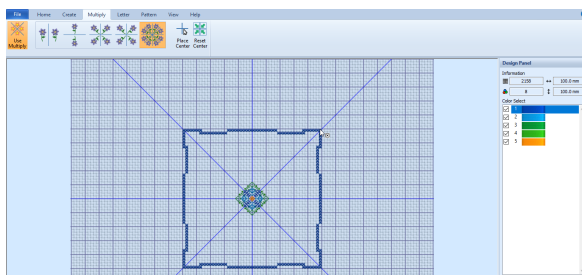 File Home Create Multiply Letter Pattern View Help
Use Multiply
Place Center
Reset Center
Design Panel
Information
2150 100.0 mm
6 100.0 mm
Color Select
1
2
3
4
5